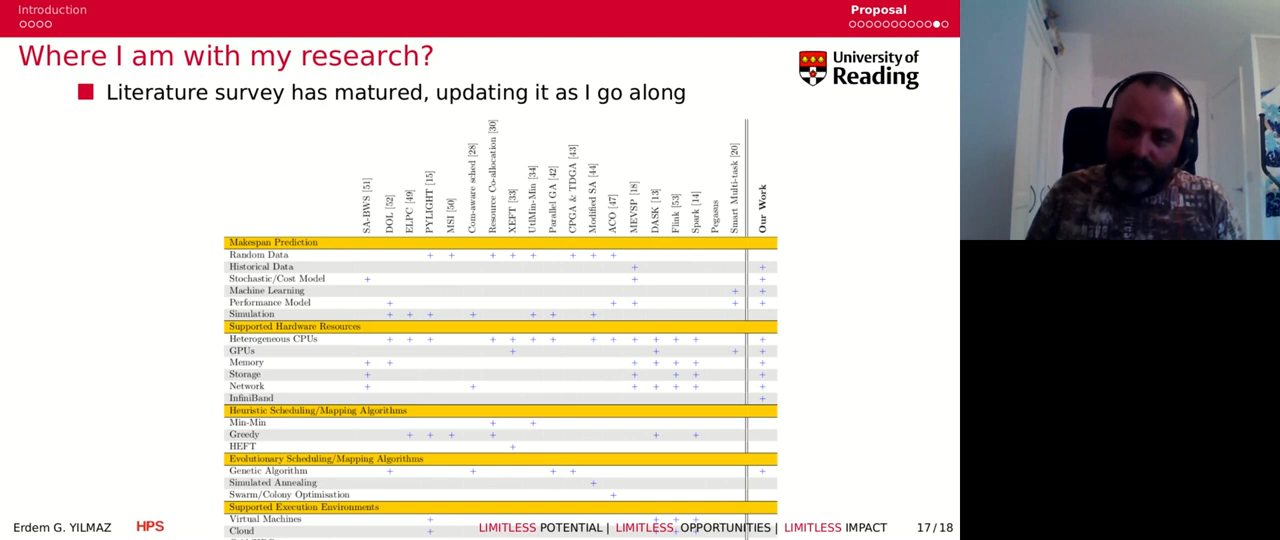 Introduction
Proposal
Where I am with my research?
University of
Reading
Literature survey has matured, updating it as I go along
SA-BWS [51]
DOL [52]
ELPC [49]
PYLIGHT [15]
MSI [50]
Com-aware sched [28]
Resource Co-allocation [30]
XEFT [33]
UtlMin-Min [34]
Parallel GA [42]
CPGA & TDGA [43]
Modified SA [44]
ACO [47]
MEVSP [18]
DASK [13]
Flink [53]
Spark [14]
Pegasus
Smart Multi-task [20]
Our Work
Makespan Prediction
Random Data + + + + + + + +
Historical Data + +
Stochastic/Cost Model + + +
Machine Learning + +
Performance Model + + + + +
Simulation + + + + + + +
Supported Hardware Resources
Heterogeneous CPUs + + + + + + + + + + + + + +
GPUs + + + +
Memory + + + + + + +
Storage + + + + +
Network + + + + + + +
InfiniBand +
Heuristic Scheduling/Mapping Algorithms
Min-Min + +
Greedy + + + + + +
HEFT +
Evolutionary Scheduling/Mapping Algorithms
Genetic Algorithm + + + + +
Simulated Annealing +
Swarm/Colony Optimisation +
Supported Execution Environments
Virtual Machines
Cloud
Erdem G. YILMAZ HPS LIMITLESS POTENTIAL | LIMITLESS OPPORTUNITIES | LIMITLESS IMPACT 17/18